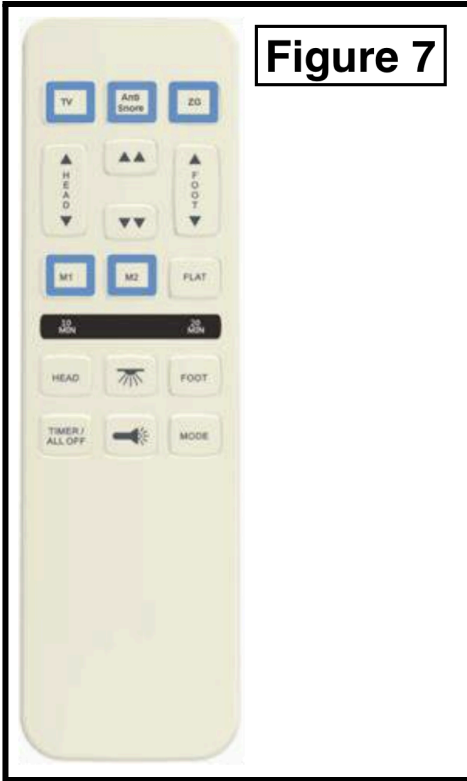 Figure 7
TV
Anti
Snore
ZG
HEAD
FOOT
M1
M2
FLAT
10
MIN
20
MIN
HEAD
FOOT
TIMER /
ALL OFF
MODE